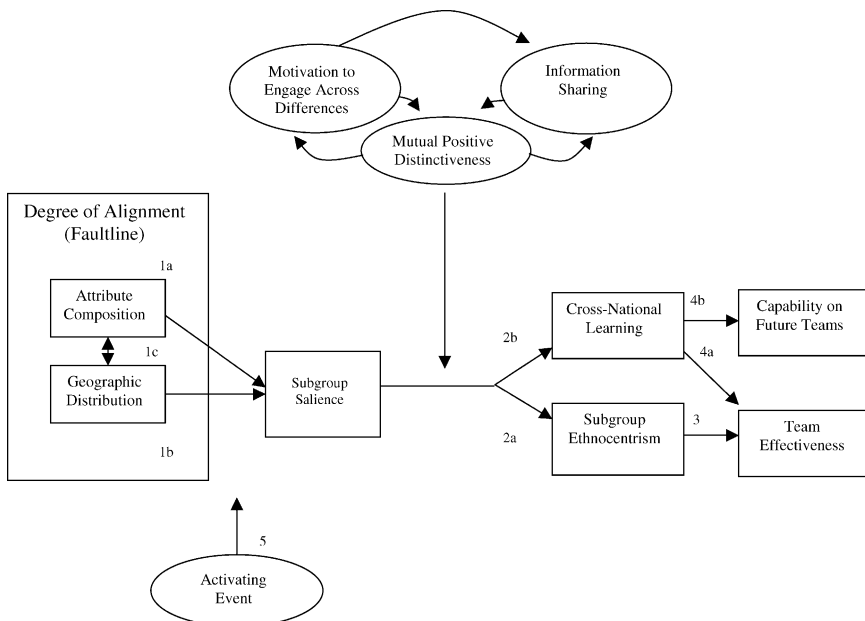 Motivation to
Engage Across
Differences
Information
Sharing
Mutual Positive
Distinctiveness
Degree of Alignment
(Faultline)
1a
Attribute
Composition
1c
Geographic
Distribution
1b
Subgroup
Salience
2b
2a
Cross-National
Learning
4b
4a
Capability on
Future Teams
Subgroup
Ethnocentrism
3
Team
Effectiveness
5
Activating
Event